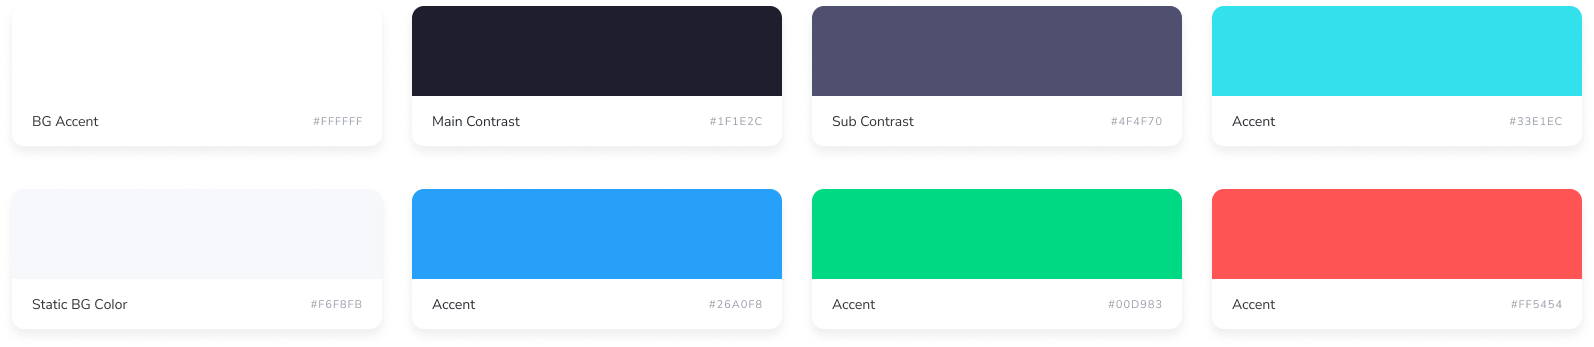 BG Accent #FFFFFF
Main Contrast #1F1E2C
Sub Contrast #4F4F70
Accent #33E1EC
Static BG Color #F6F8FB
Accent #26A0F8
Accent #00D983
Accent #FF5454